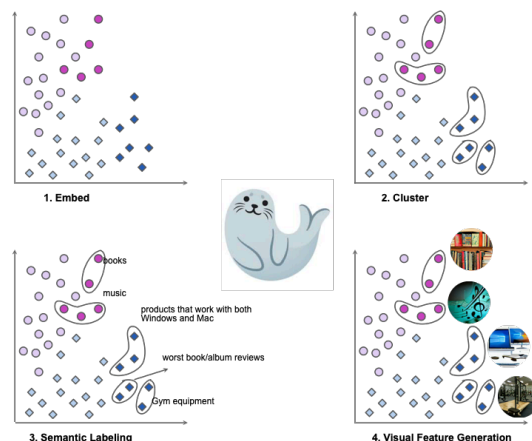 1. Embed
2. Cluster
books
music
products that work with both
Windows and Mac
worst book/album reviews
Gym equipment
3. Semantic Labeling
4. Visual Feature Generation